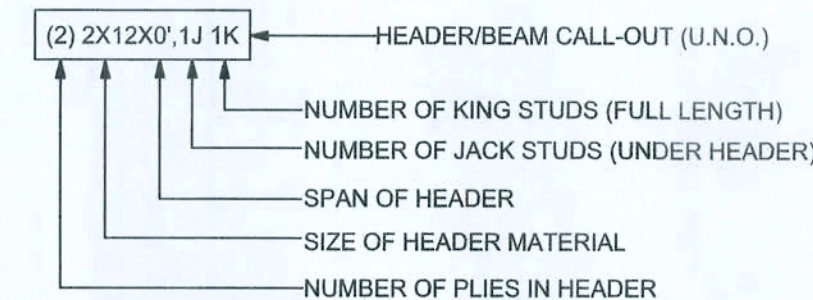 (2) 2X12X0',1J 1K
HEADER/BEAM CALL-OUT (U.N.O.)
NUMBER OF KING STUDS (FULL LENGTH)
NUMBER OF JACK STUDS (UNDER HEADER)
SPAN OF HEADER
SIZE OF HEADER MATERIAL
NUMBER OF PLIES IN HEADER